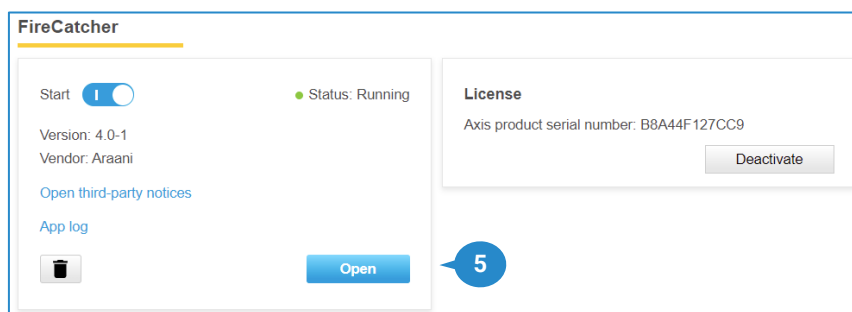 FireCatcher
Start
Status: Running
Version: 4.0-1
Vendor: Araani
Open third-party notices
App log
Open
5
License
Axis product serial number: B8A44F127CC9
Deactivate